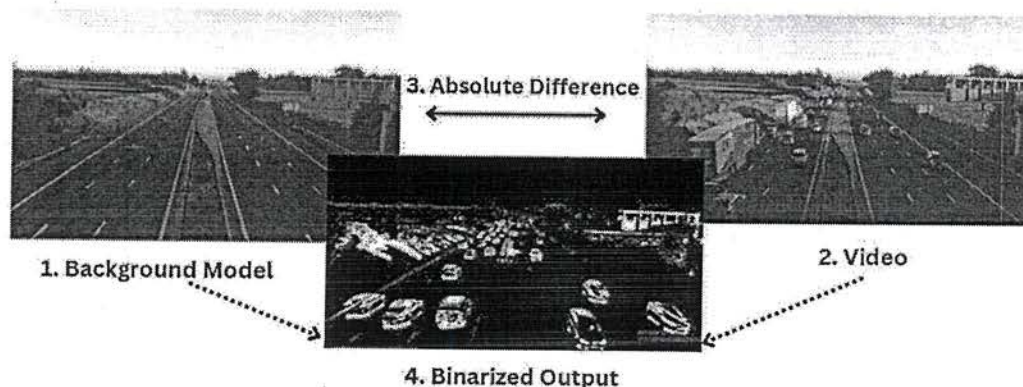 3. Absolute Difference
1. Background Model
2. Video
4. Binarized Output